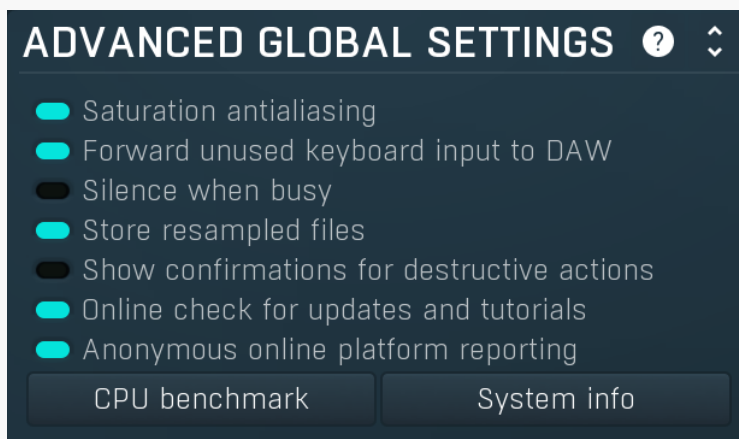 ADVANCED GLOBAL SETTINGS ?
Saturation antialiasing
Forward unused keyboard input to DAW
Silence when busy
Store resampled files
Show confirmations for destructive actions
Online check for updates and tutorials
Anonymous online platform reporting
CPU benchmark System info